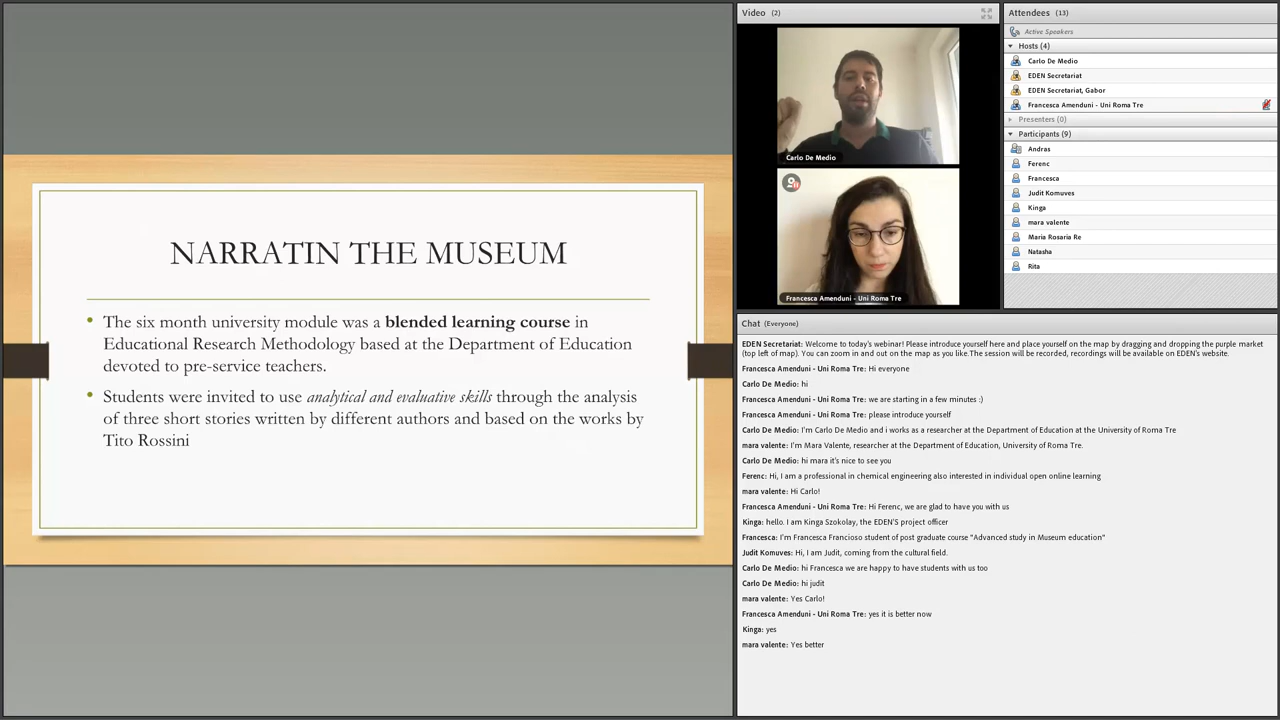 NARRATIN THE MUSEUM
The six month university module was a blended learning course in
Educational Research Methodology based at the Department of Education
devoted to pre-service teachers.
Students were invited to use analytical and evaluative skills through the analysis
of three short stories written by different authors and based on the works by
Tito Rossini
Video (2)
Carlo De Medio
Francesca Amenduni - Uni Roma Tre
Attendees (13)
Active Speakers
Hosts (4)
Carlo De Medio
EDEN Secretariat
EDEN Secretariat, Gabor
Francesca Amenduni - Uni Roma Tre
Presenters (0)
Participants (9)
Andras
Ferenc
Francesca
Judit Komuves
Kinga
mara valente
Maria Rosaria Re
Natasha
Rita
Chat (Everyone)
EDEN Secretariat: Welcome to today's webinar! Please introduce yourself here and place yourself on the map by dragging and dropping the purple market
(top left of map). You can zoom in and out on the map as you like.The session will be recorded, recordings will be available on EDEN's website.
Francesca Amenduni - Uni Roma Tre: Hi everyone
Carlo De Medio: hi
Francesca Amenduni - Uni Roma Tre: we are starting in a few minutes :)
Francesca Amenduni - Uni Roma Tre: please introduce yourself
Carlo De Medio: I'm Carlo De Medio and i works as a researcher at the Department of Education at the University of Roma Tre
mara valente: I'm Mara Valente, researcher at the Department of Education, University of Roma Tre.
Carlo De Medio: hi mara it's nice to see you
Ferenc: Hi, I am a professional in chemical engineering also interested in individual open online learning
mara valente: Hi Carlo!
Francesca Amenduni - Uni Roma Tre: Hi Ferenc, we are glad to have you with us
Kinga: hello. I am Kinga Szokolay, the EDEN'S project officer
Francesca: I'm Francesca Francioso student of post graduate course "Advanced study in Museum education"
Judit Komuves: Hi, I am Judit, coming from the cultural field.
Carlo De Medio: hi Francesca we are happy to have students with us too
Carlo De Medio: hi judit
mara valente: Yes Carlo!
Francesca Amenduni - Uni Roma Tre: yes it is better now
Kinga: yes
mara valente: Yes better